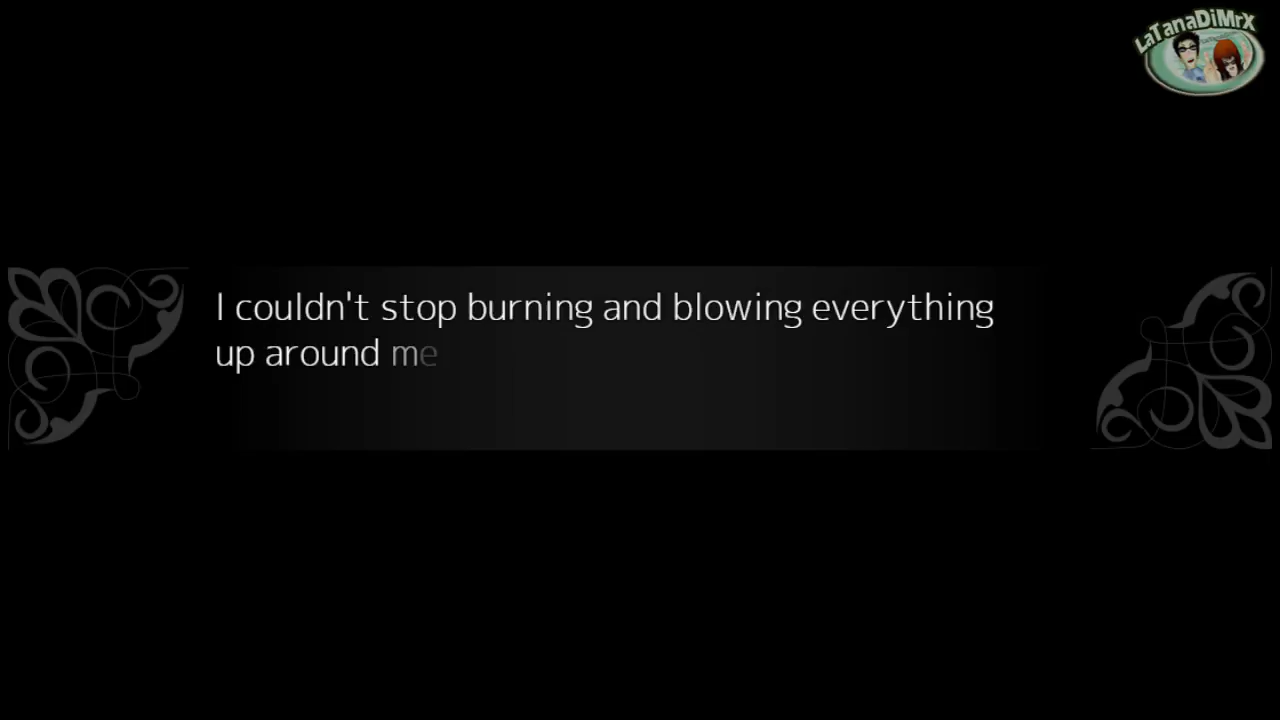 LaTanaDiMrX
I couldn't stop burning and blowing everything
up around me